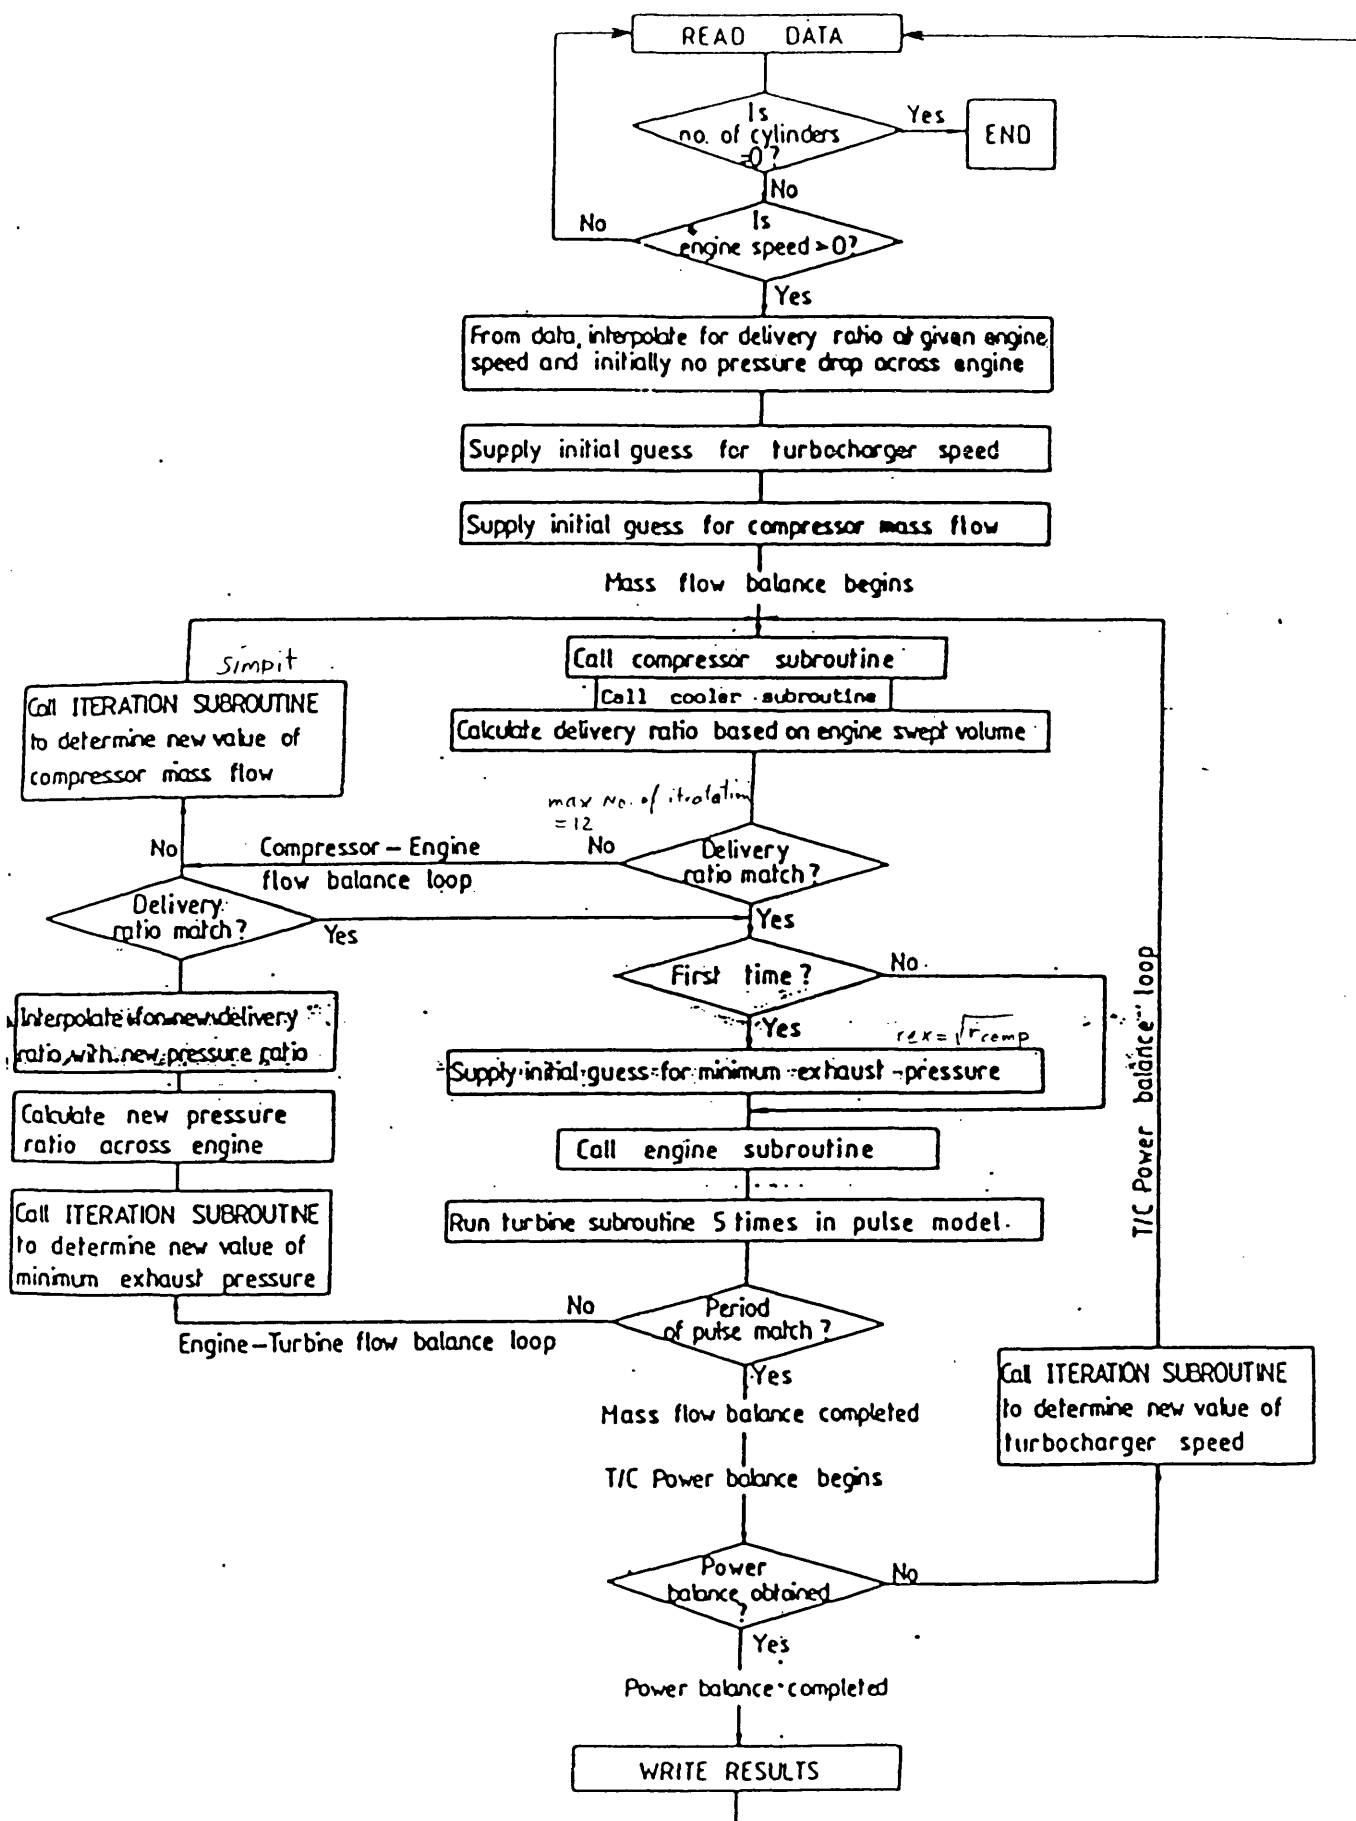 READ DATA
Is
no. of cylinders
=0?
Yes
END
No
Is
engine speed > 0?
No
Yes
From data, interpolate for delivery ratio at given engine
speed and initially no pressure drop across engine
Supply initial guess for turbocharger speed
Supply initial guess for compressor mass flow
Mass flow balance begins
simpit
Call compressor subroutine
Call cooler subroutine
Calculate delivery ratio based on engine swept volume
Call ITERATION SUBROUTINE
to determine new value of
compressor mass flow
max No. of itralation
=12
No
Compressor – Engine
flow balance loop
No
Delivery
ratio match?
Delivery
ratio match?
Yes
Yes
First time?
No
Yes
rex = √rcomp
Interpolate for new delivery
ratio, with new pressure ratio
Supply initial guess for minimum exhaust pressure
Calculate new pressure
ratio across engine
Call engine subroutine
T/C Power balance loop
Call ITERATION SUBROUTINE
to determine new value of
minimum exhaust pressure
Run turbine subroutine 5 times in pulse model.
No
Period
of pulse match?
Engine–Turbine flow balance loop
Yes
Call ITERATION SUBROUTINE
to determine new value of
turbocharger speed
Mass flow balance completed
T/C Power balance begins
Power
balance obtained
?
No
Yes
Power balance completed
WRITE RESULTS